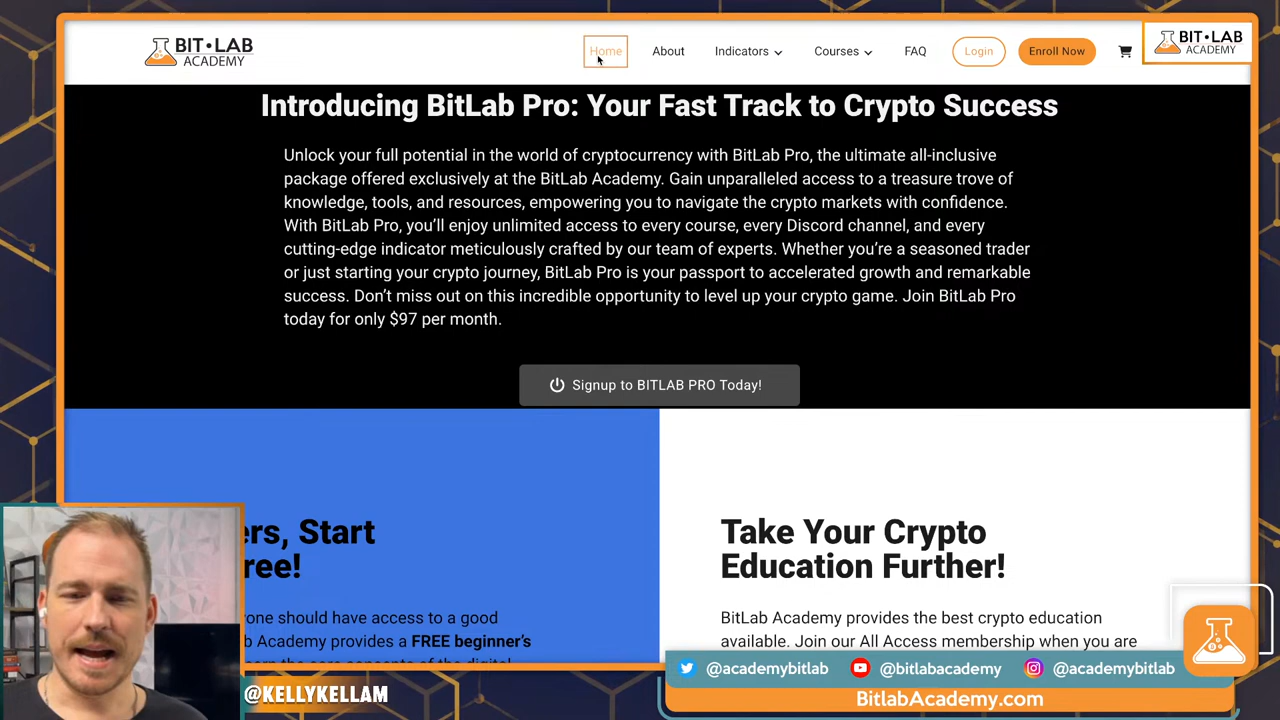 BIT•LAB
ACADEMY
Home
About
Indicators
Courses
FAQ
Login
Enroll Now
BIT•LAB
ACADEMY
Introducing BitLab Pro: Your Fast Track to Crypto Success
Unlock your full potential in the world of cryptocurrency with BitLab Pro, the ultimate all-inclusive
package offered exclusively at the BitLab Academy. Gain unparalleled access to a treasure trove of
knowledge, tools, and resources, empowering you to navigate the crypto markets with confidence.
With BitLab Pro, you’ll enjoy unlimited access to every course, every Discord channel, and every
cutting-edge indicator meticulously crafted by our team of experts. Whether you’re a seasoned trader
or just starting your crypto journey, BitLab Pro is your passport to accelerated growth and remarkable
success. Don’t miss out on this incredible opportunity to level up your crypto game. Join BitLab Pro
today for only $97 per month.
Signup to BITLAB PRO Today!
ers, Start
ree!
one should have access to a good
b Academy provides a FREE beginner’s
Take Your Crypto
Education Further!
BitLab Academy provides the best crypto education
available. Join our All Access membership when you are
@KELLYKELLAM
@academybitlab
@bitlabacademy
@academybitlab
BitlabAcademy.com